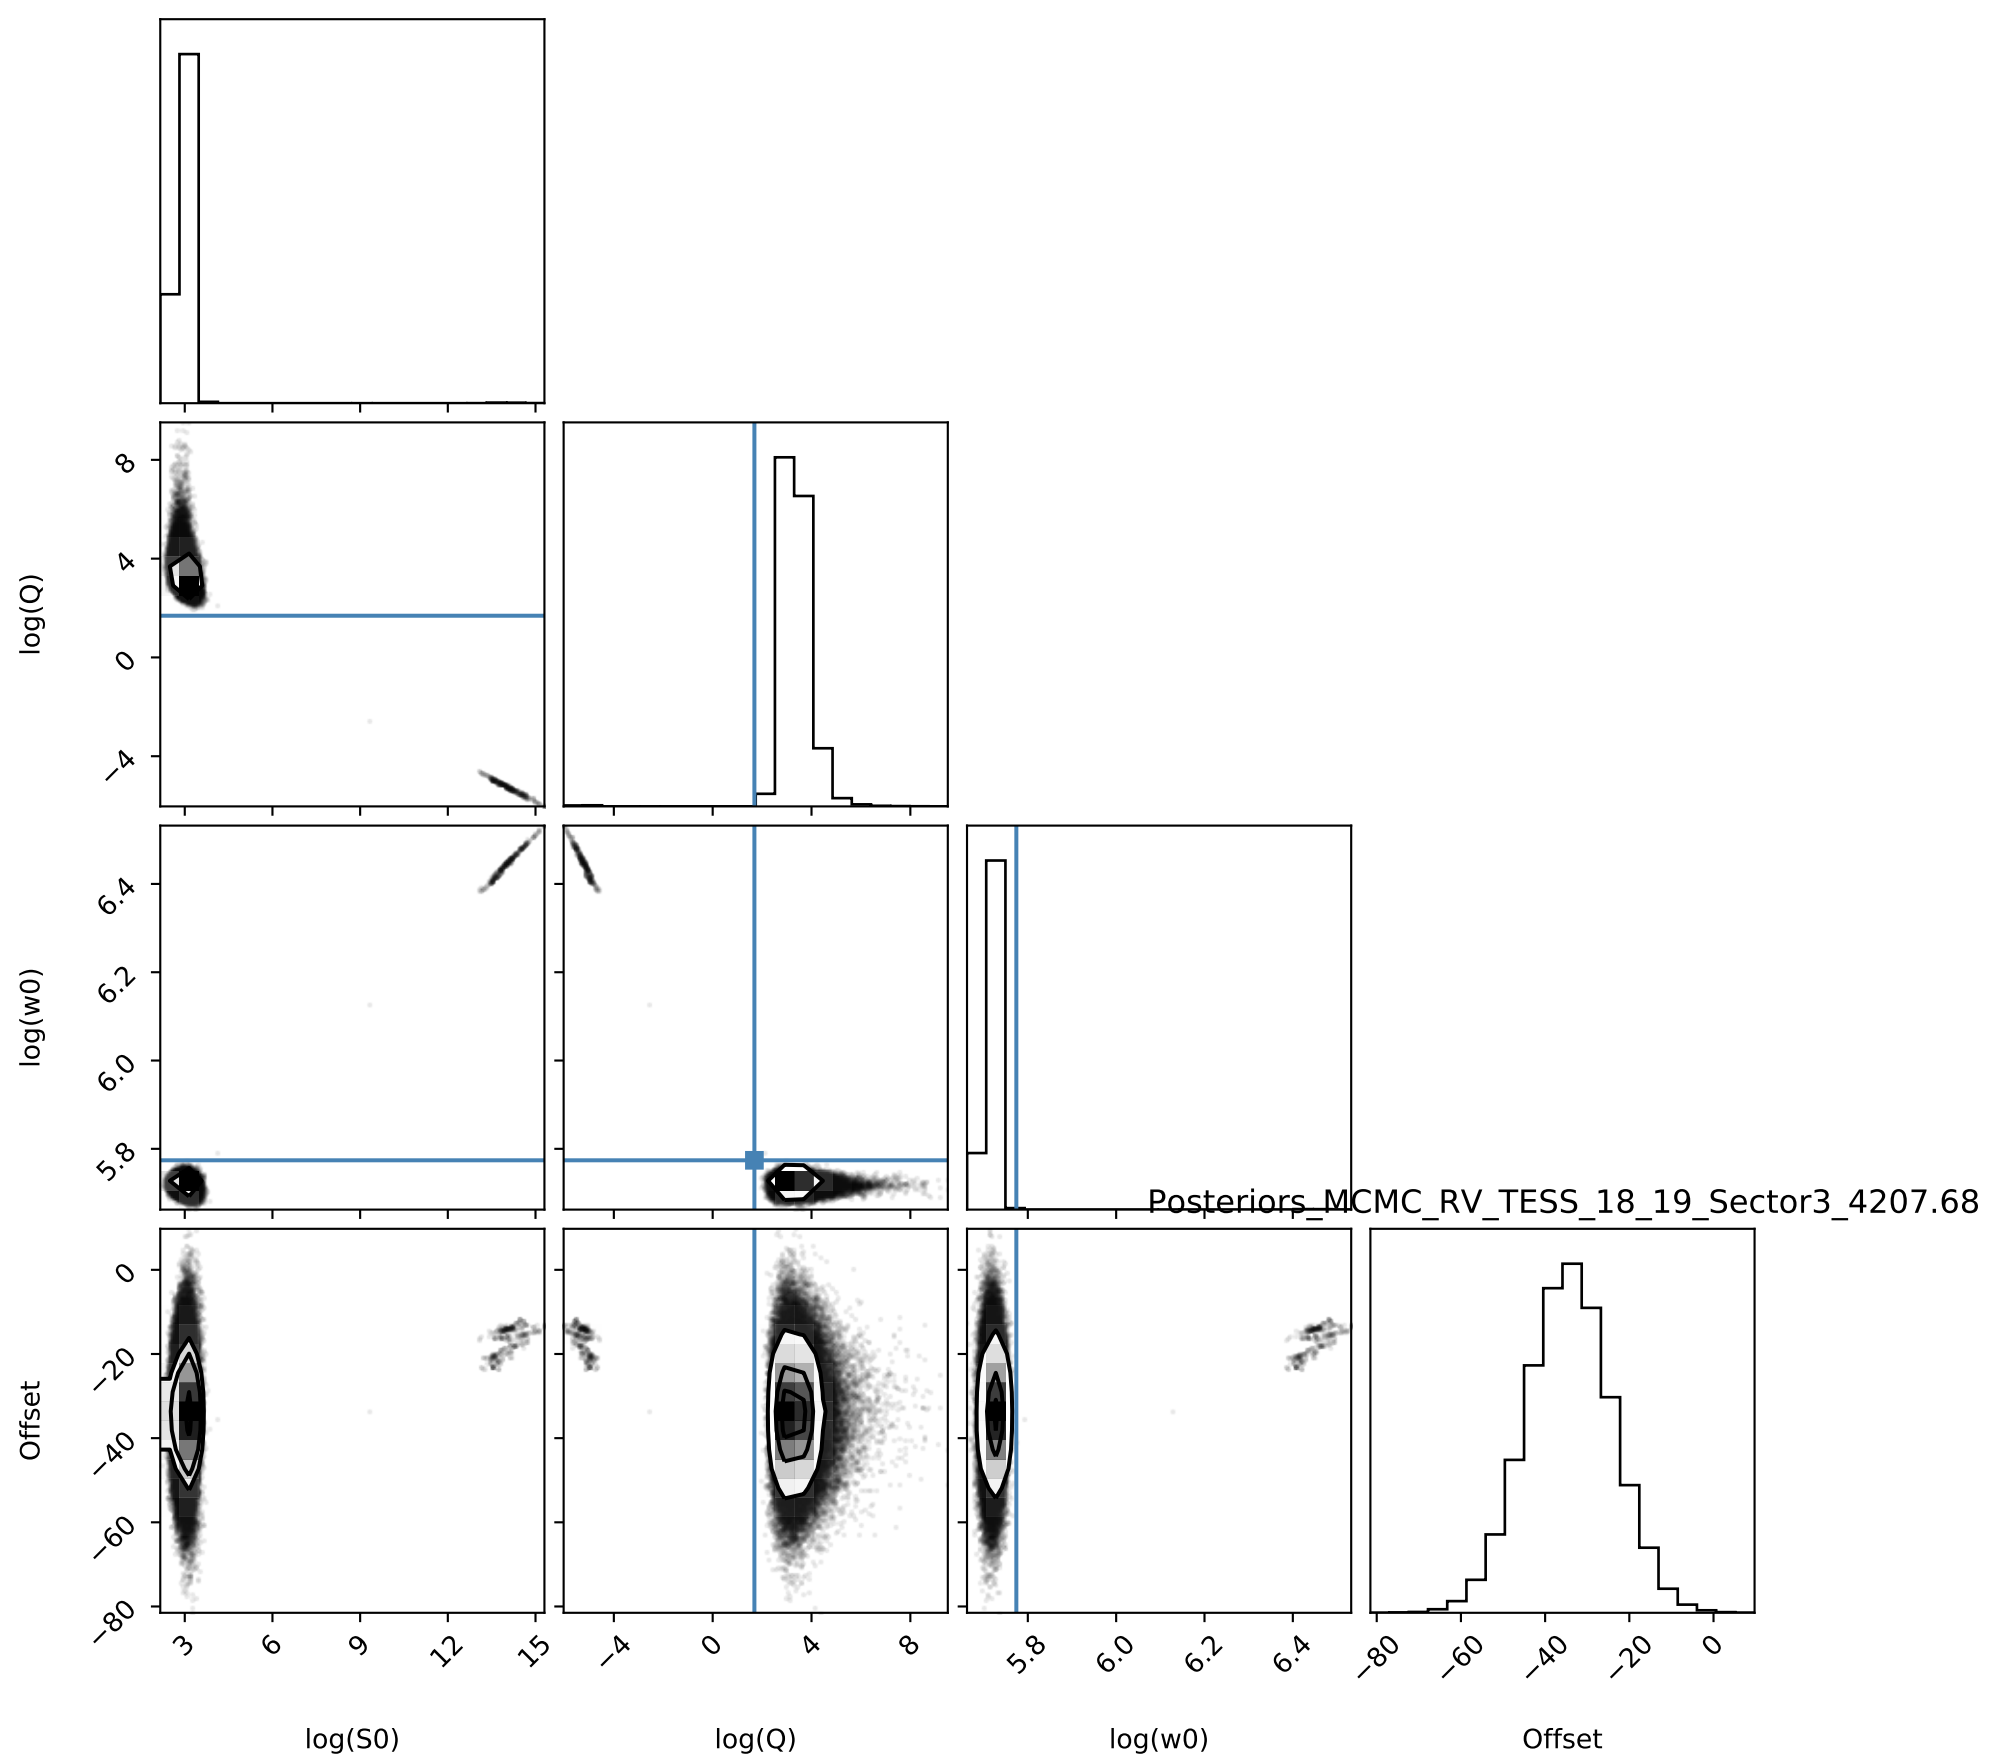 8
4
0
−4
log(Q)
6.4
6.2
6.0
5.8
log(w0)
Posteriors_MCMC_RV_TESS_18_19_Sector3_4207.68
0
−20
−40
−60
−80
Offset
3 6 9 12 15
−4 0 4 8
5.8 6.0 6.2 6.4
−80 −60 −40 −20 0
log(S0) log(Q) log(w0) Offset